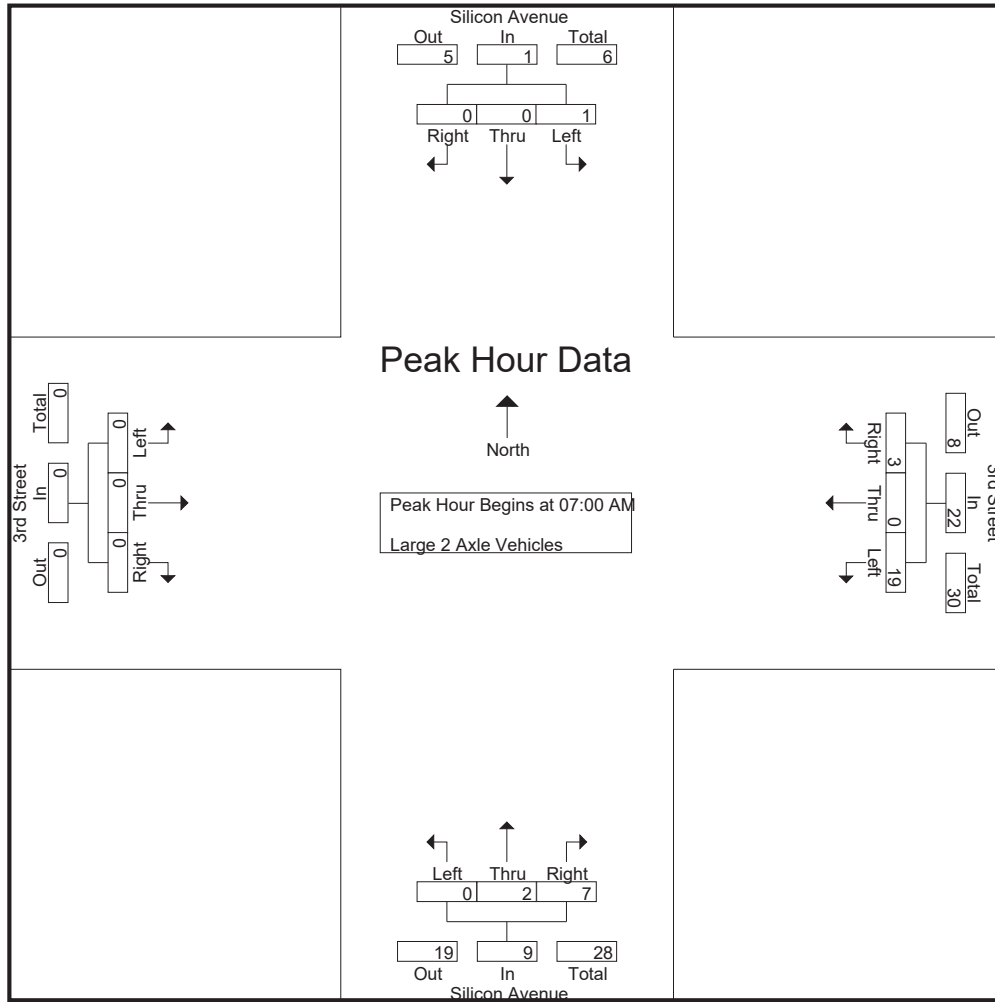 Silicon Avenue
Out In Total
5 1 6
0 0 1
Right Thru Left
Peak Hour Data
North
Peak Hour Begins at 07:00 AM
Large 2 Axle Vehicles
3rd Street
Total In Out
0 0 0
0 0 0
Left Thru Right
Right Thru Left
3 0 19
8 22 30
Out In Total
3rd Street
Left Thru Right
0 2 7
19 9 28
Out In Total
Silicon Avenue